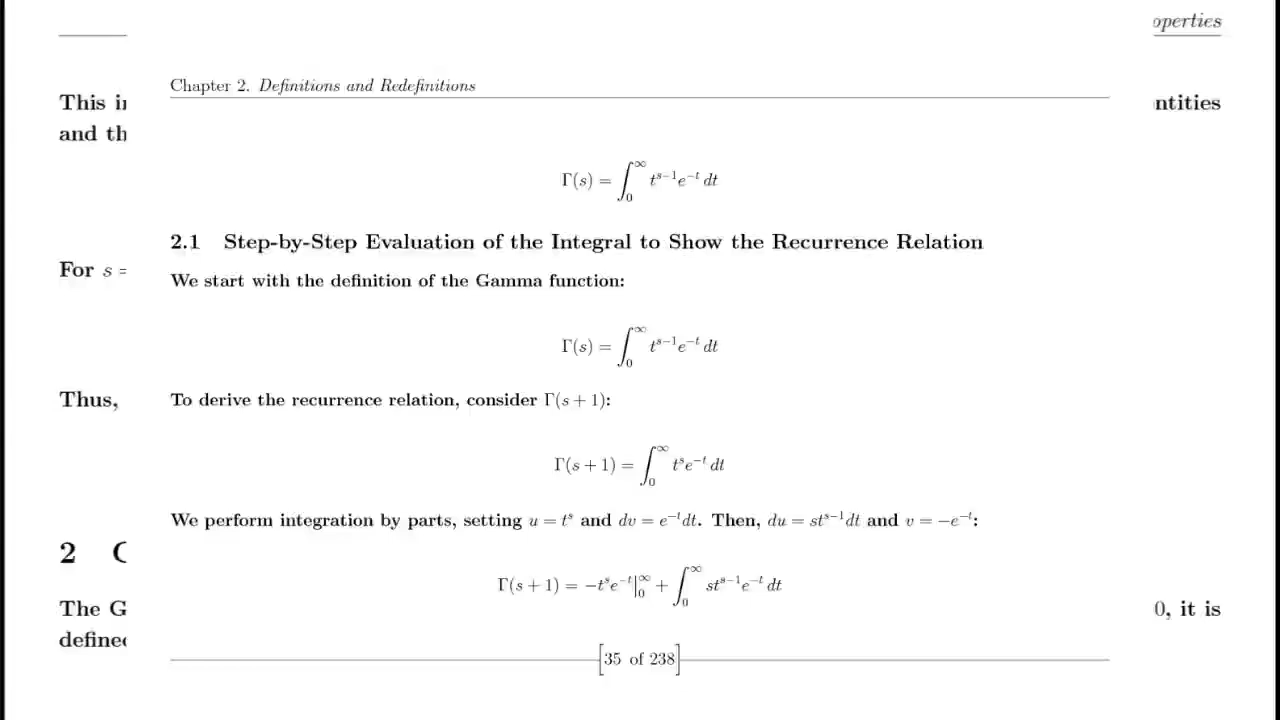 operties
Chapter 2. Definitions and Redefinitions
This i
ntities
and th
Γ(s) = ∫₀^∞ t^{s−1}e^{−t} dt
2.1 Step-by-Step Evaluation of the Integral to Show the Recurrence Relation
For s =
We start with the definition of the Gamma function:
Γ(s) = ∫₀^∞ t^{s−1}e^{−t} dt
Thus,
To derive the recurrence relation, consider Γ(s + 1):
Γ(s + 1) = ∫₀^∞ t^s e^{−t} dt
We perform integration by parts, setting u = t^s and dv = e^{−t}dt. Then, du = st^{s−1}dt and v = −e^{−t}:
2
Γ(s + 1) = −t^s e^{−t}|₀^∞ + ∫₀^∞ st^{s−1}e^{−t} dt
The G
0, it is
define
[35 of 238]